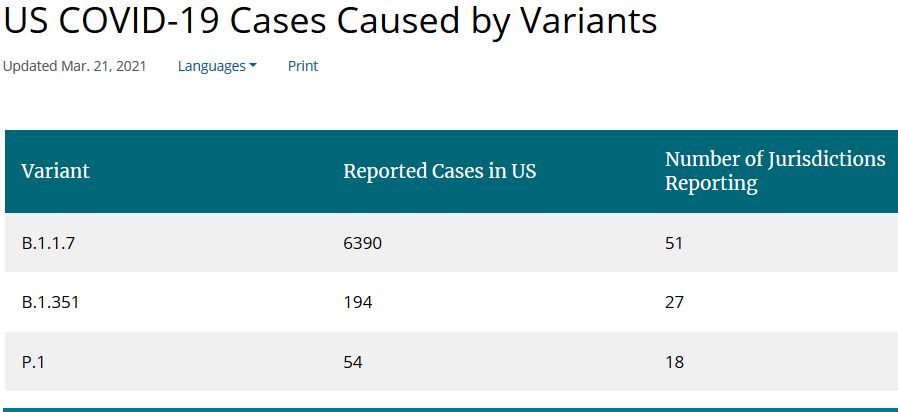 US COVID-19 Cases Caused by Variants
Updated Mar. 21, 2021 Languages Print
Variant Reported Cases in US Number of Jurisdictions
Reporting
B.1.1.7 6390 51
B.1.351 194 27
P.1 54 18